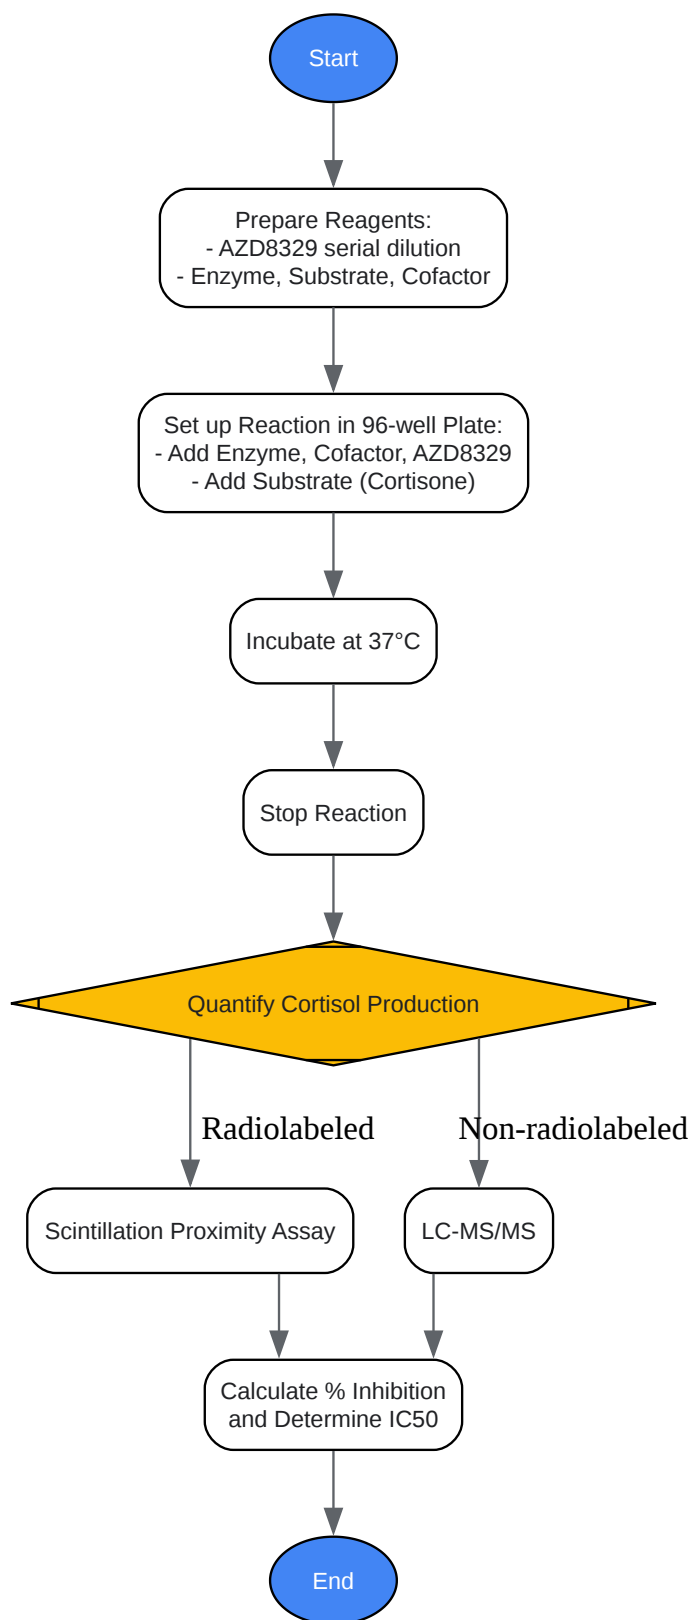 Start
Prepare Reagents:
- AZD8329 serial dilution
- Enzyme, Substrate, Cofactor
Set up Reaction in 96-well Plate:
- Add Enzyme, Cofactor, AZD8329
- Add Substrate (Cortisone)
Incubate at 37°C
Stop Reaction
Quantify Cortisol Production
Radiolabeled
Non-radiolabeled
Scintillation Proximity Assay
LC-MS/MS
Calculate % Inhibition
and Determine IC50
End